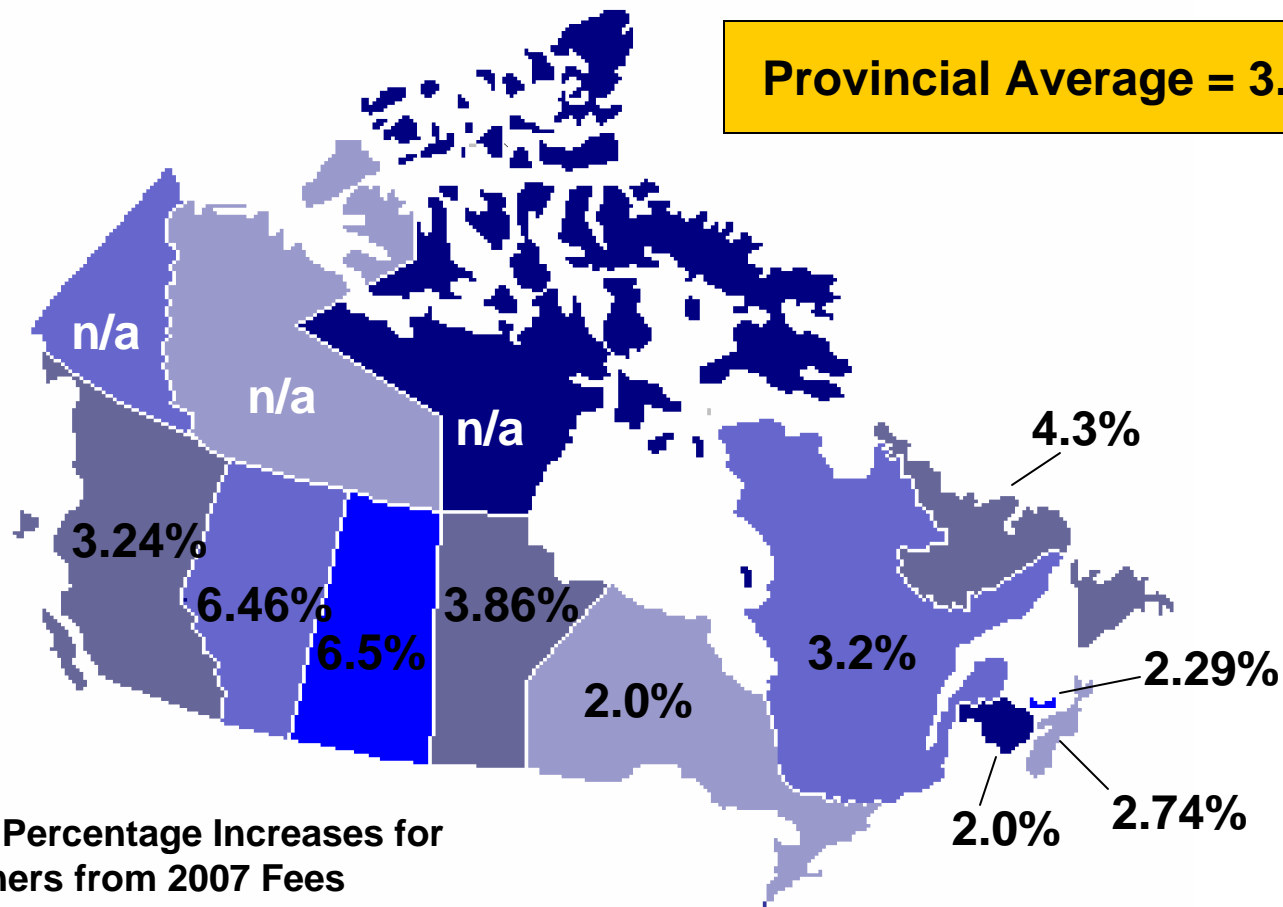 Provincial Average = 3.
n/a
n/a
n/a
4.3%
3.24%
6.46%
3.86%
6.5%
3.2%
2.29%
2.0%
2.74%
2.0%
Percentage Increases for
from 2007 Fees